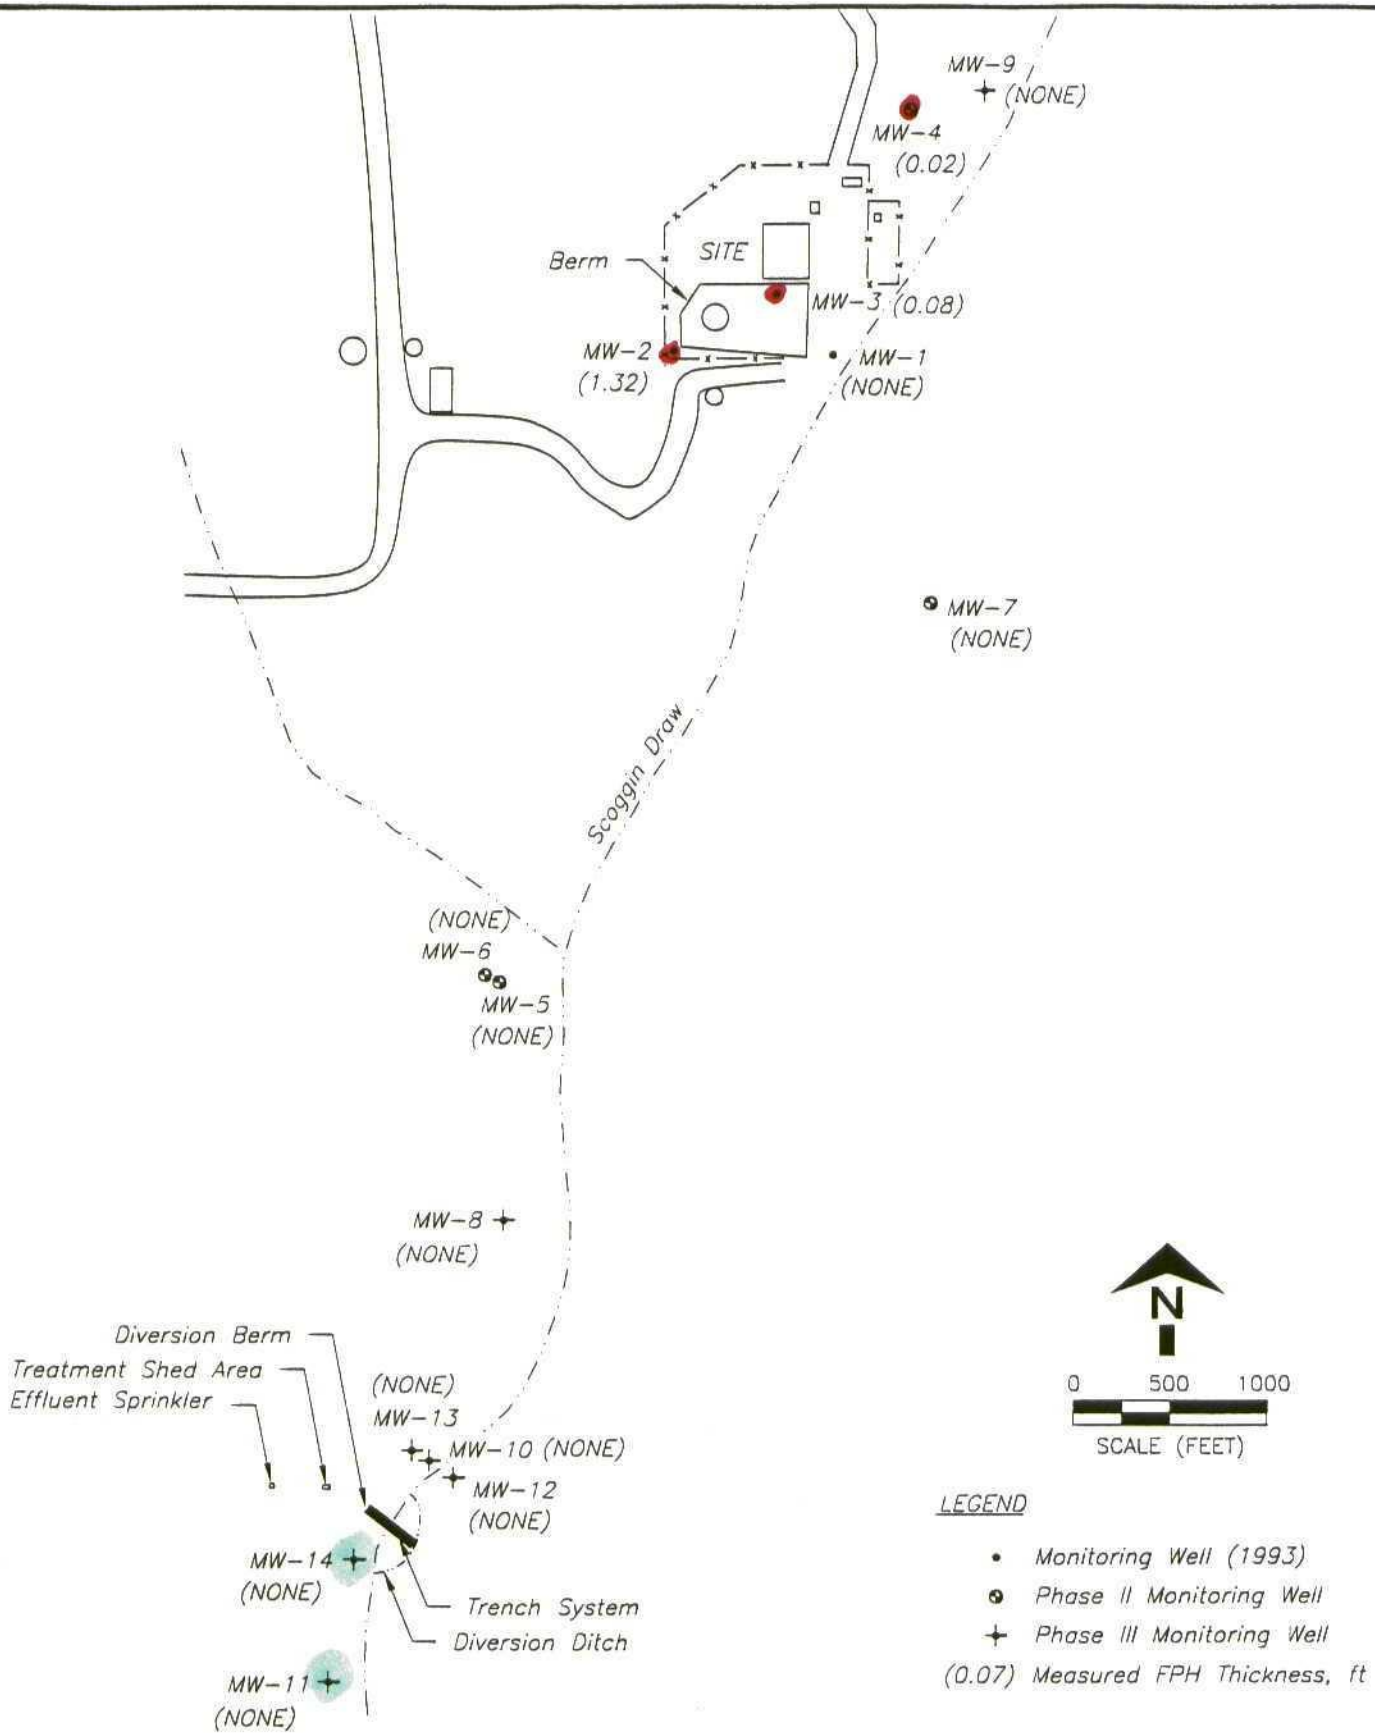 MW-9
(NONE)
MW-4
(0.02)
SITE
Berm
MW-3 (0.08)
MW-2
(1.32)
MW-1
(NONE)
MW-7
(NONE)
Scoggin Draw
(NONE)
MW-6
MW-5
(NONE)
MW-8
(NONE)
Diversion Berm
Treatment Shed Area
Effluent Sprinkler
(NONE)
MW-13
MW-10 (NONE)
MW-12
(NONE)
MW-14
(NONE)
Trench System
Diversion Ditch
MW-11
(NONE)
N
0 500 1000
SCALE (FEET)
LEGEND
Monitoring Well (1993)
Phase II Monitoring Well
Phase III Monitoring Well
(0.07) Measured FPH Thickness, ft